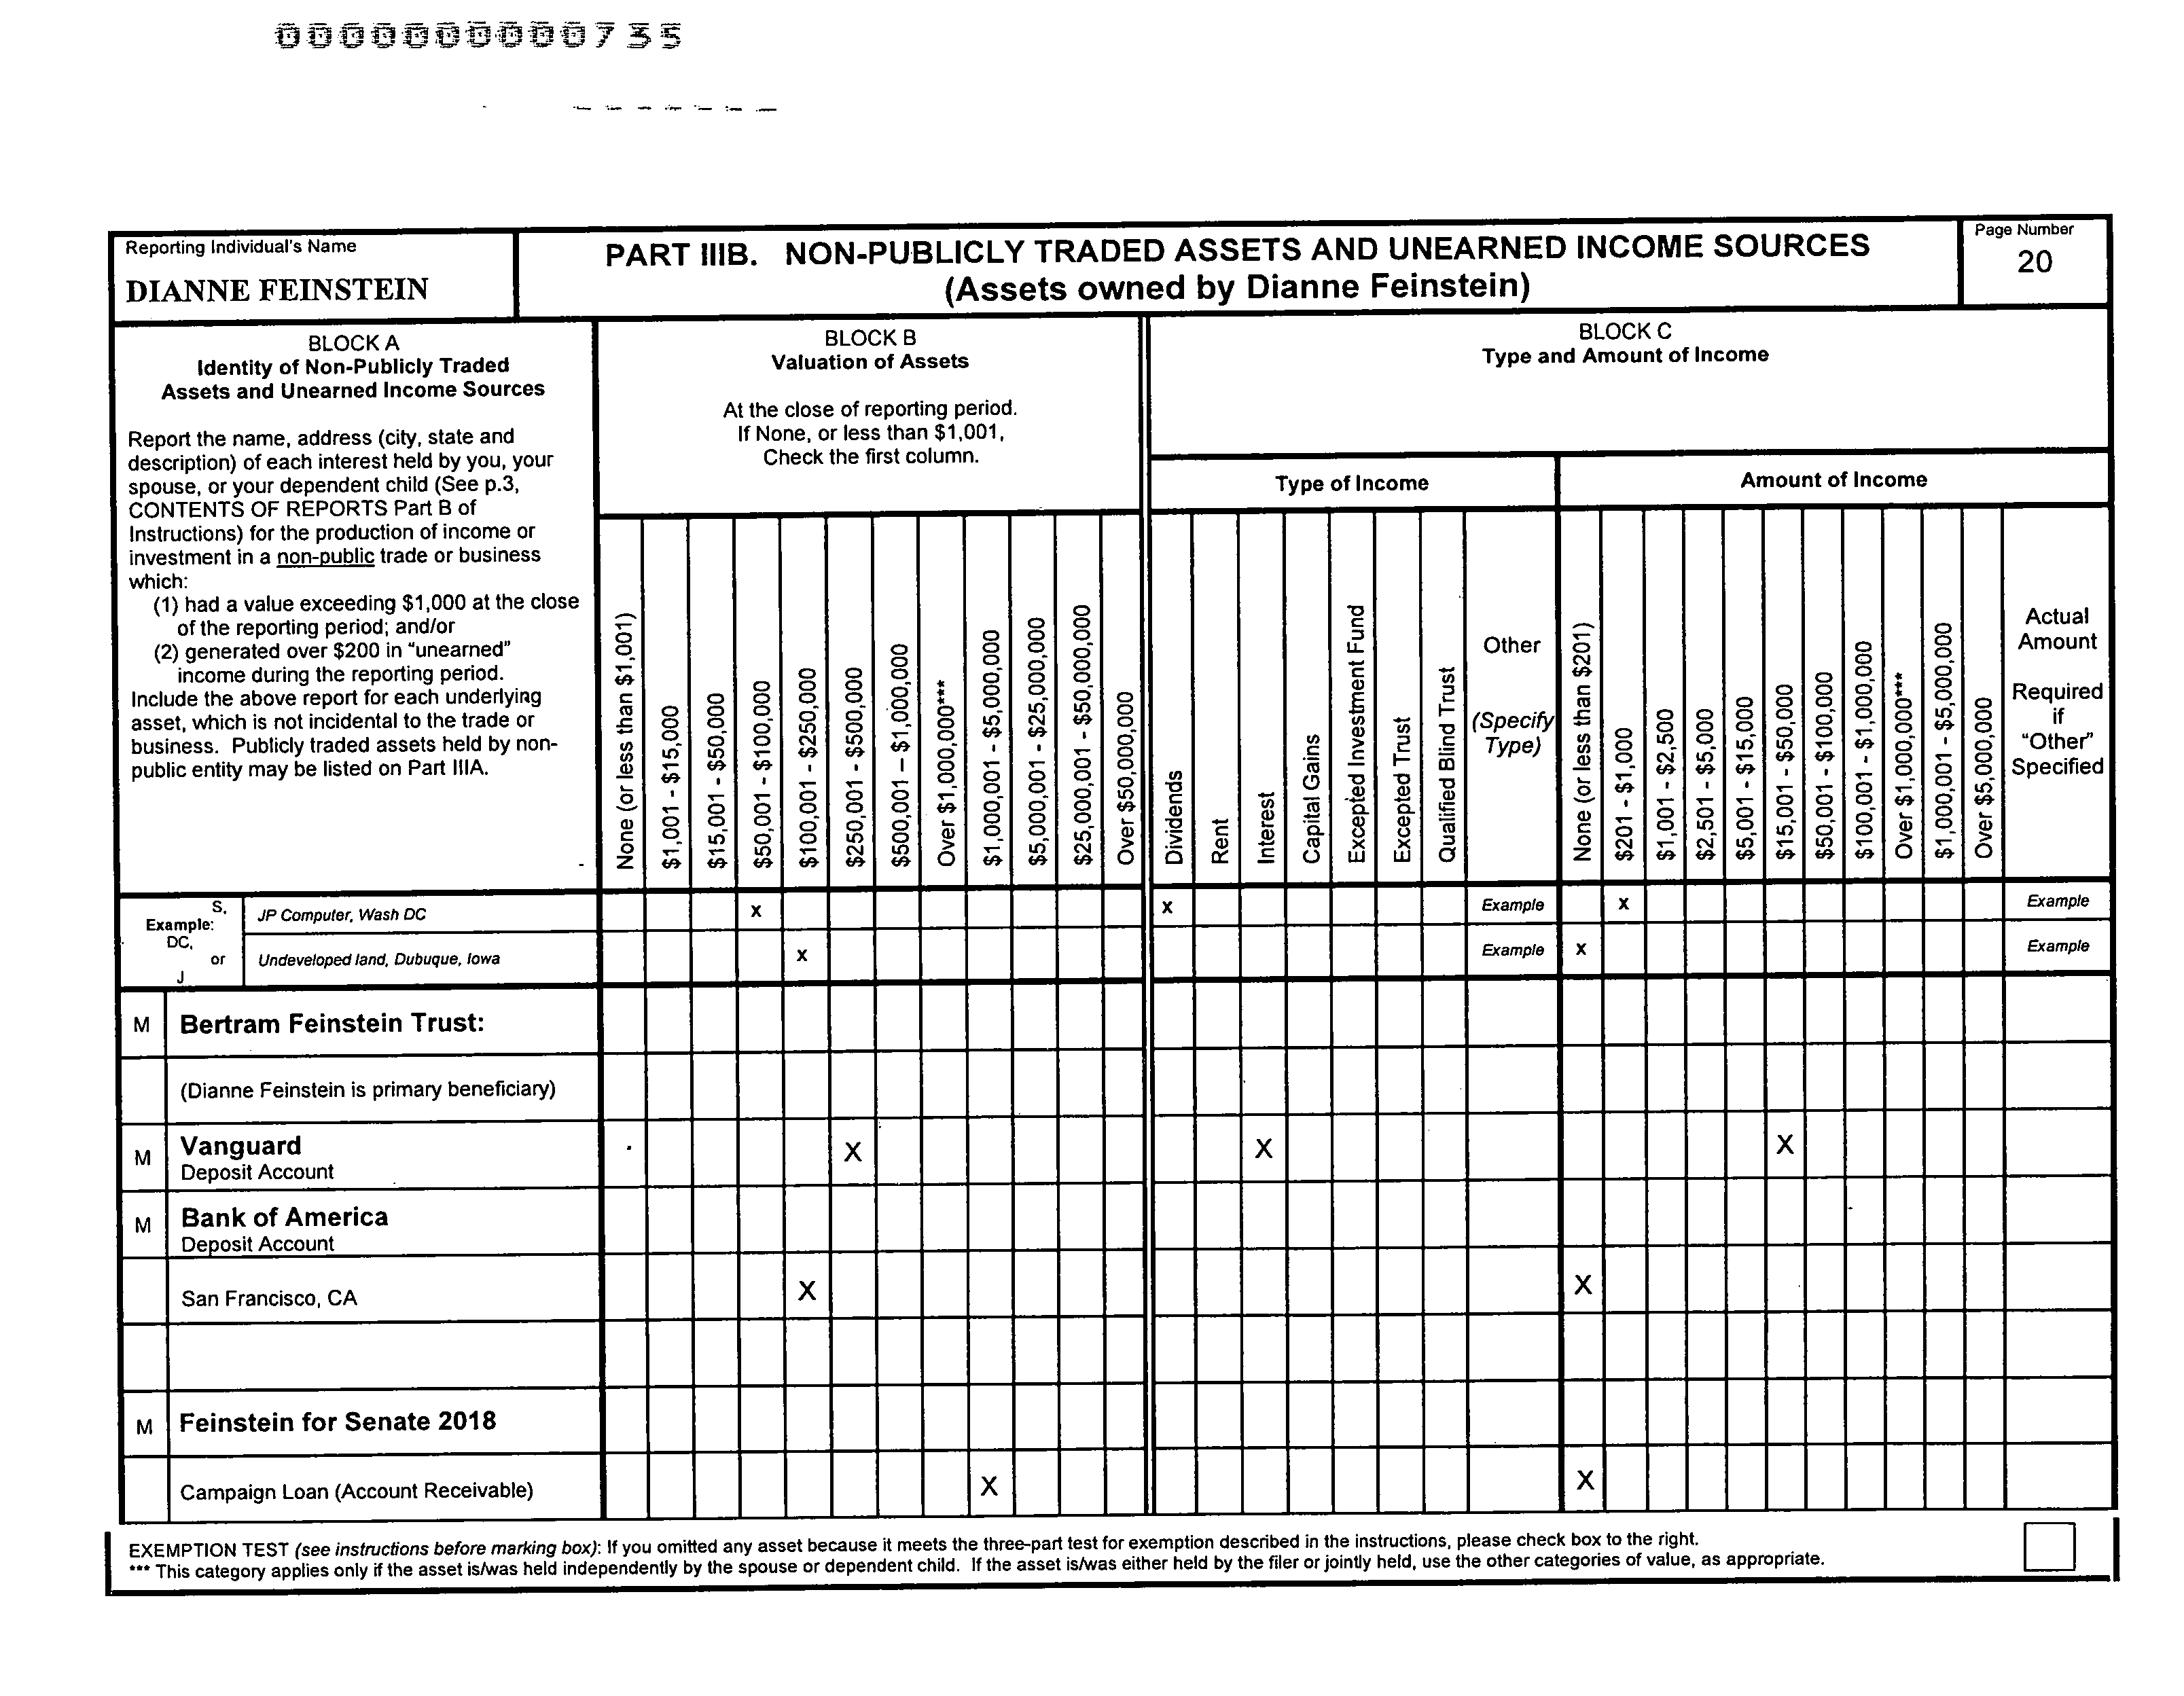 0000000000735
Reporting Individual's Name
DIANNE FEINSTEIN
PART IIIB. NON-PUBLICLY TRADED ASSETS AND UNEARNED INCOME SOURCES
(Assets owned by Dianne Feinstein)
Page Number
20
BLOCK A
Identity of Non-Publicly Traded
Assets and Unearned Income Sources
Report the name, address (city, state and
description) of each interest held by you, your
spouse, or your dependent child (See p.3,
CONTENTS OF REPORTS Part B of
Instructions) for the production of income or
investment in a non-public trade or business
which:
(1) had a value exceeding $1,000 at the close
of the reporting period; and/or
(2) generated over $200 in "unearned"
income during the reporting period.
Include the above report for each underlying
asset, which is not incidental to the trade or
business. Publicly traded assets held by non-
public entity may be listed on Part IIIA.
BLOCK B
Valuation of Assets
At the close of reporting period.
If None, or less than $1,001,
Check the first column.
BLOCK C
Type and Amount of Income
Type of Income
Amount of Income
None (or less than $1,001)
$1,001 - $15,000
$15,001 - $50,000
$50,001 - $100,000
$100,001 - $250,000
$250,001 - $500,000
$500,001 – $1,000,000
Over $1,000,000***
$1,000,001 - $5,000,000
$5,000,001 - $25,000,000
$25,000,001 - $50,000,000
Over $50,000,000
Dividends
Rent
Interest
Capital Gains
Excepted Investment Fund
Excepted Trust
Qualified Blind Trust
Other
(Specify
Type)
None (or less than $201)
$201 - $1,000
$1,001 - $2,500
$2,501 - $5,000
$5,001 - $15,000
$15,001 - $50,000
$50,001 - $100,000
$100,001 - $1,000,000
Over $1,000,000***
$1,000,001 - $5,000,000
Over $5,000,000
Actual
Amount
Required
if
"Other"
Specified
S,
Example:
DC,
or
J
JP Computer, Wash DC x x Example x Example
Undeveloped land, Dubuque, Iowa x Example x Example
M Bertram Feinstein Trust:
(Dianne Feinstein is primary beneficiary)
M Vanguard X X X
Deposit Account
M Bank of America
Deposit Account
San Francisco, CA X X
M Feinstein for Senate 2018
Campaign Loan (Account Receivable) X X
EXEMPTION TEST (see instructions before marking box): If you omitted any asset because it meets the three-part test for exemption described in the instructions, please check box to the right.
*** This category applies only if the asset is/was held independently by the spouse or dependent child. If the asset is/was either held by the filer or jointly held, use the other categories of value, as appropriate.